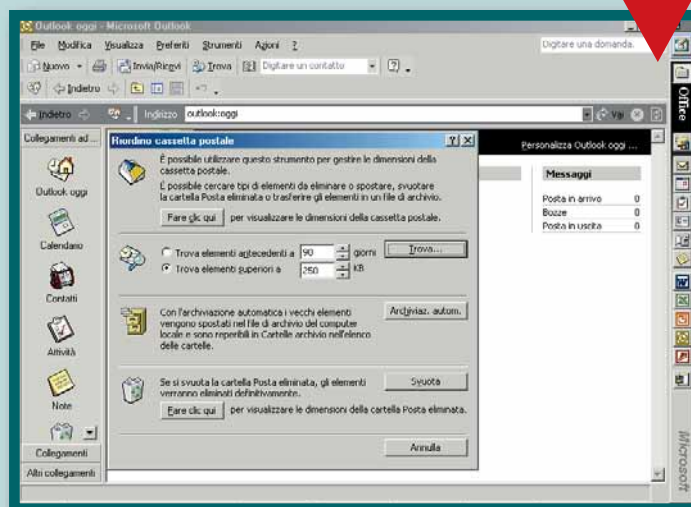 Outlook oggi - Microsoft Outlook
File Modifica Visualizza Preferiti Strumenti Azioni ?
Digitare una domanda.
Nuovo Invia/Ricevi Trova Digitare un contatto
Indietro
Indietro Indirizzo outlook:oggi Vai
Collegamenti ad ...
Outlook oggi
Calendario
Contatti
Attività
Note
Collegamenti
Altri collegamenti
Personalizza Outlook oggi ...
Messaggi
Posta in arrivo 0
Bozze 0
Posta in uscita 0
Riordino cassetta postale
È possibile utilizzare questo strumento per gestire le dimensioni della
cassetta postale.
È possibile cercare tipi di elementi da eliminare o spostare, svuotare
la cartella Posta eliminata o trasferire gli elementi in un file di archivio.
Fare clic qui per visualizzare le dimensioni della cassetta postale.
Trova elementi antecedenti a 90 giorni Trova...
Trova elementi superiori a 250 KB
Con l'archiviazione automatica i vecchi elementi
vengono spostati nel file di archivio del computer
locale e sono reperibili in Cartelle archivio nell'elenco
delle cartelle.
Archiviaz. autom.
Se si svuota la cartella Posta eliminata, gli elementi
verranno eliminati definitivamente.
Svuota
Fare clic qui per visualizzare le dimensioni della cartella Posta eliminata.
Annulla
Office
Microsoft